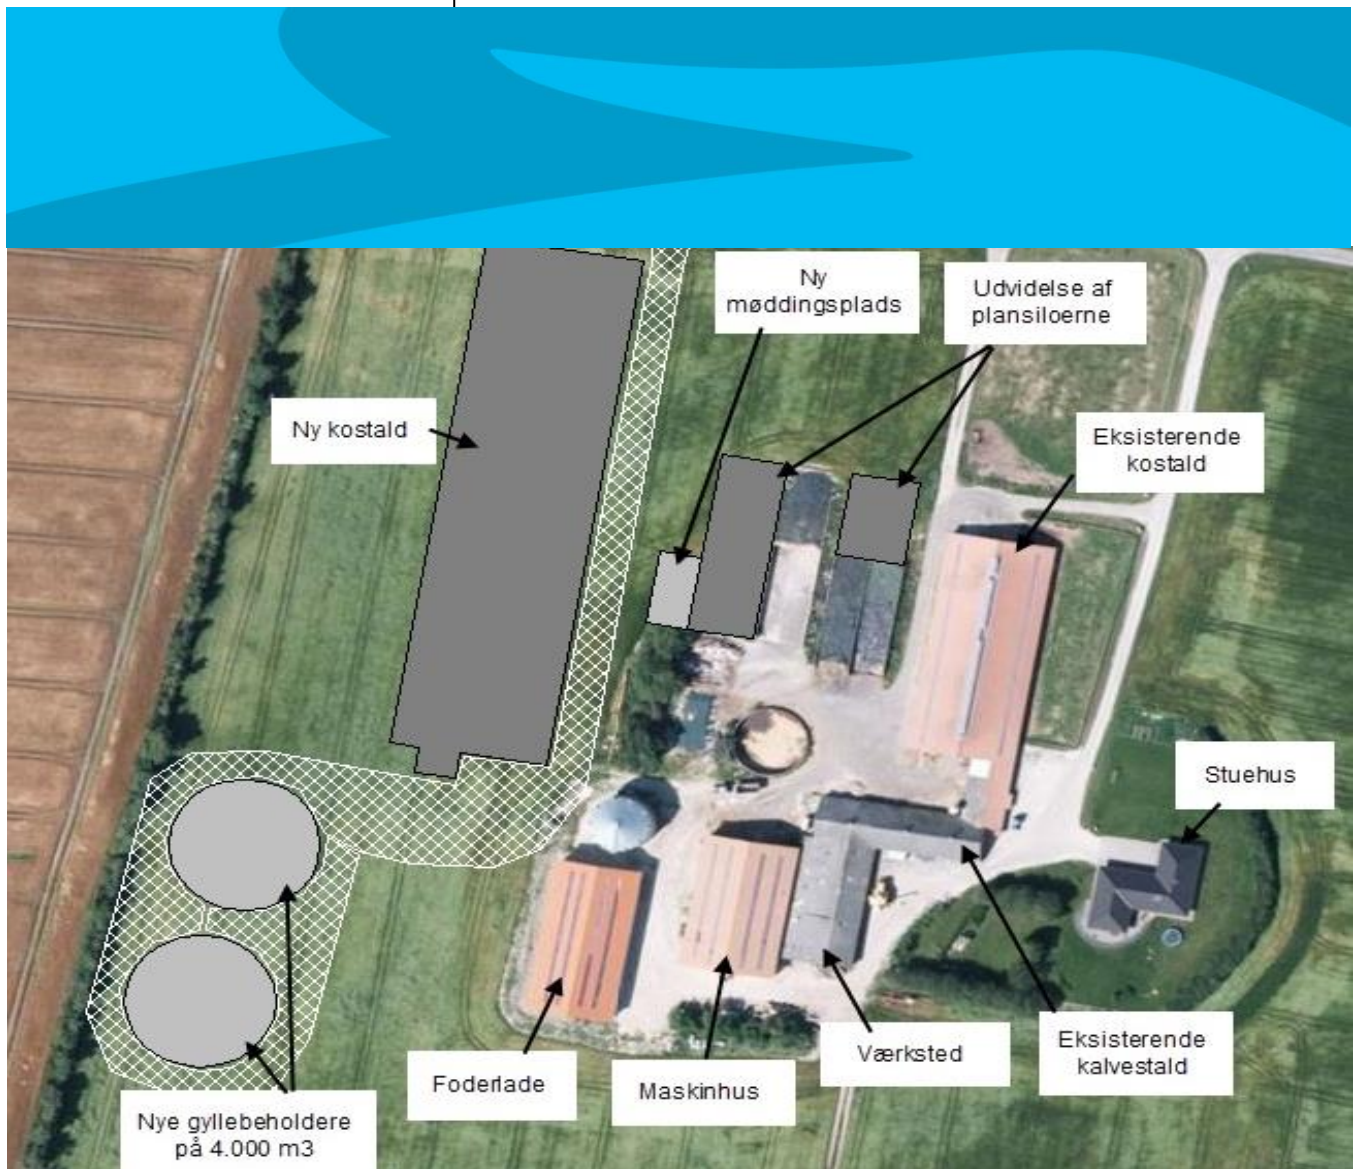 Ny
møddingsplads
Udvidelse af
plansiloerne
Ny kostald
Eksisterende
kostald
Stuehus
Værksted
Eksisterende
kalvestald
Foderlade
Maskinhus
Nye gyllebeholdere
på 4.000 m3